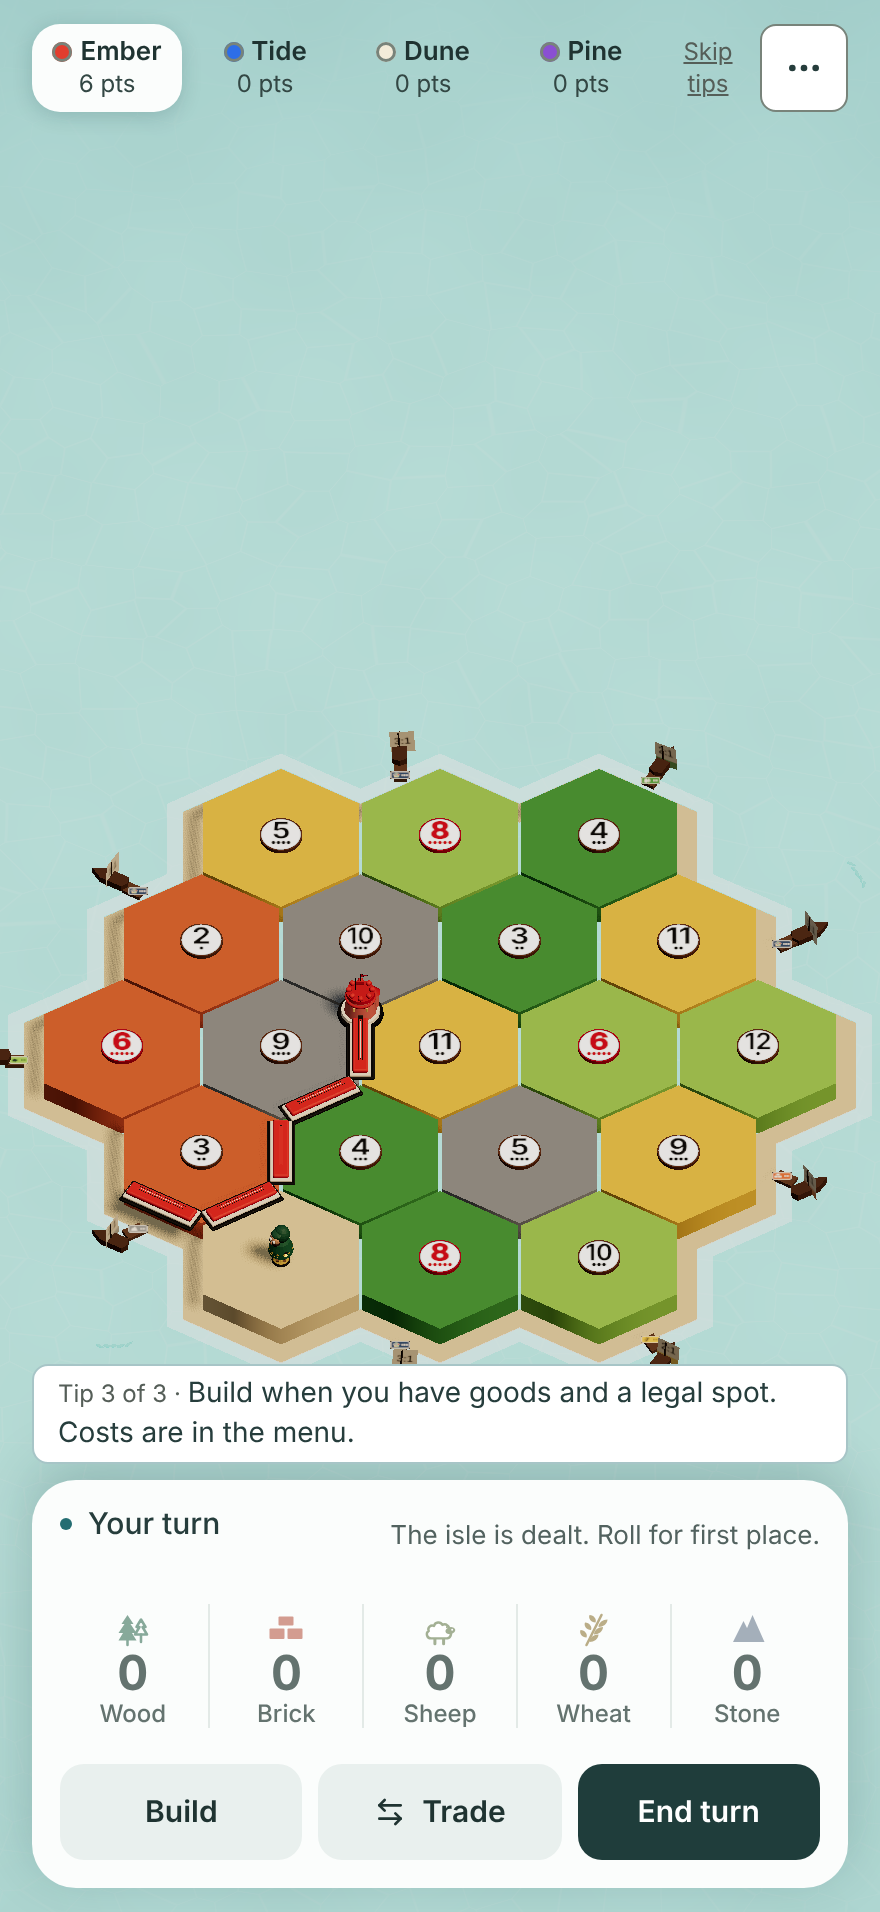 Ember
6 pts
Tide
0 pts
Dune
0 pts
Pine
0 pts
Skip
tips
5
8
4
2
10
3
11
6
9
11
6
12
3
4
5
9
8
10
Tip 3 of 3 · Build when you have goods and a legal spot.
Costs are in the menu.
Your turn
The isle is dealt. Roll for first place.
0
Wood
0
Brick
0
Sheep
0
Wheat
0
Stone
Build
Trade
End turn